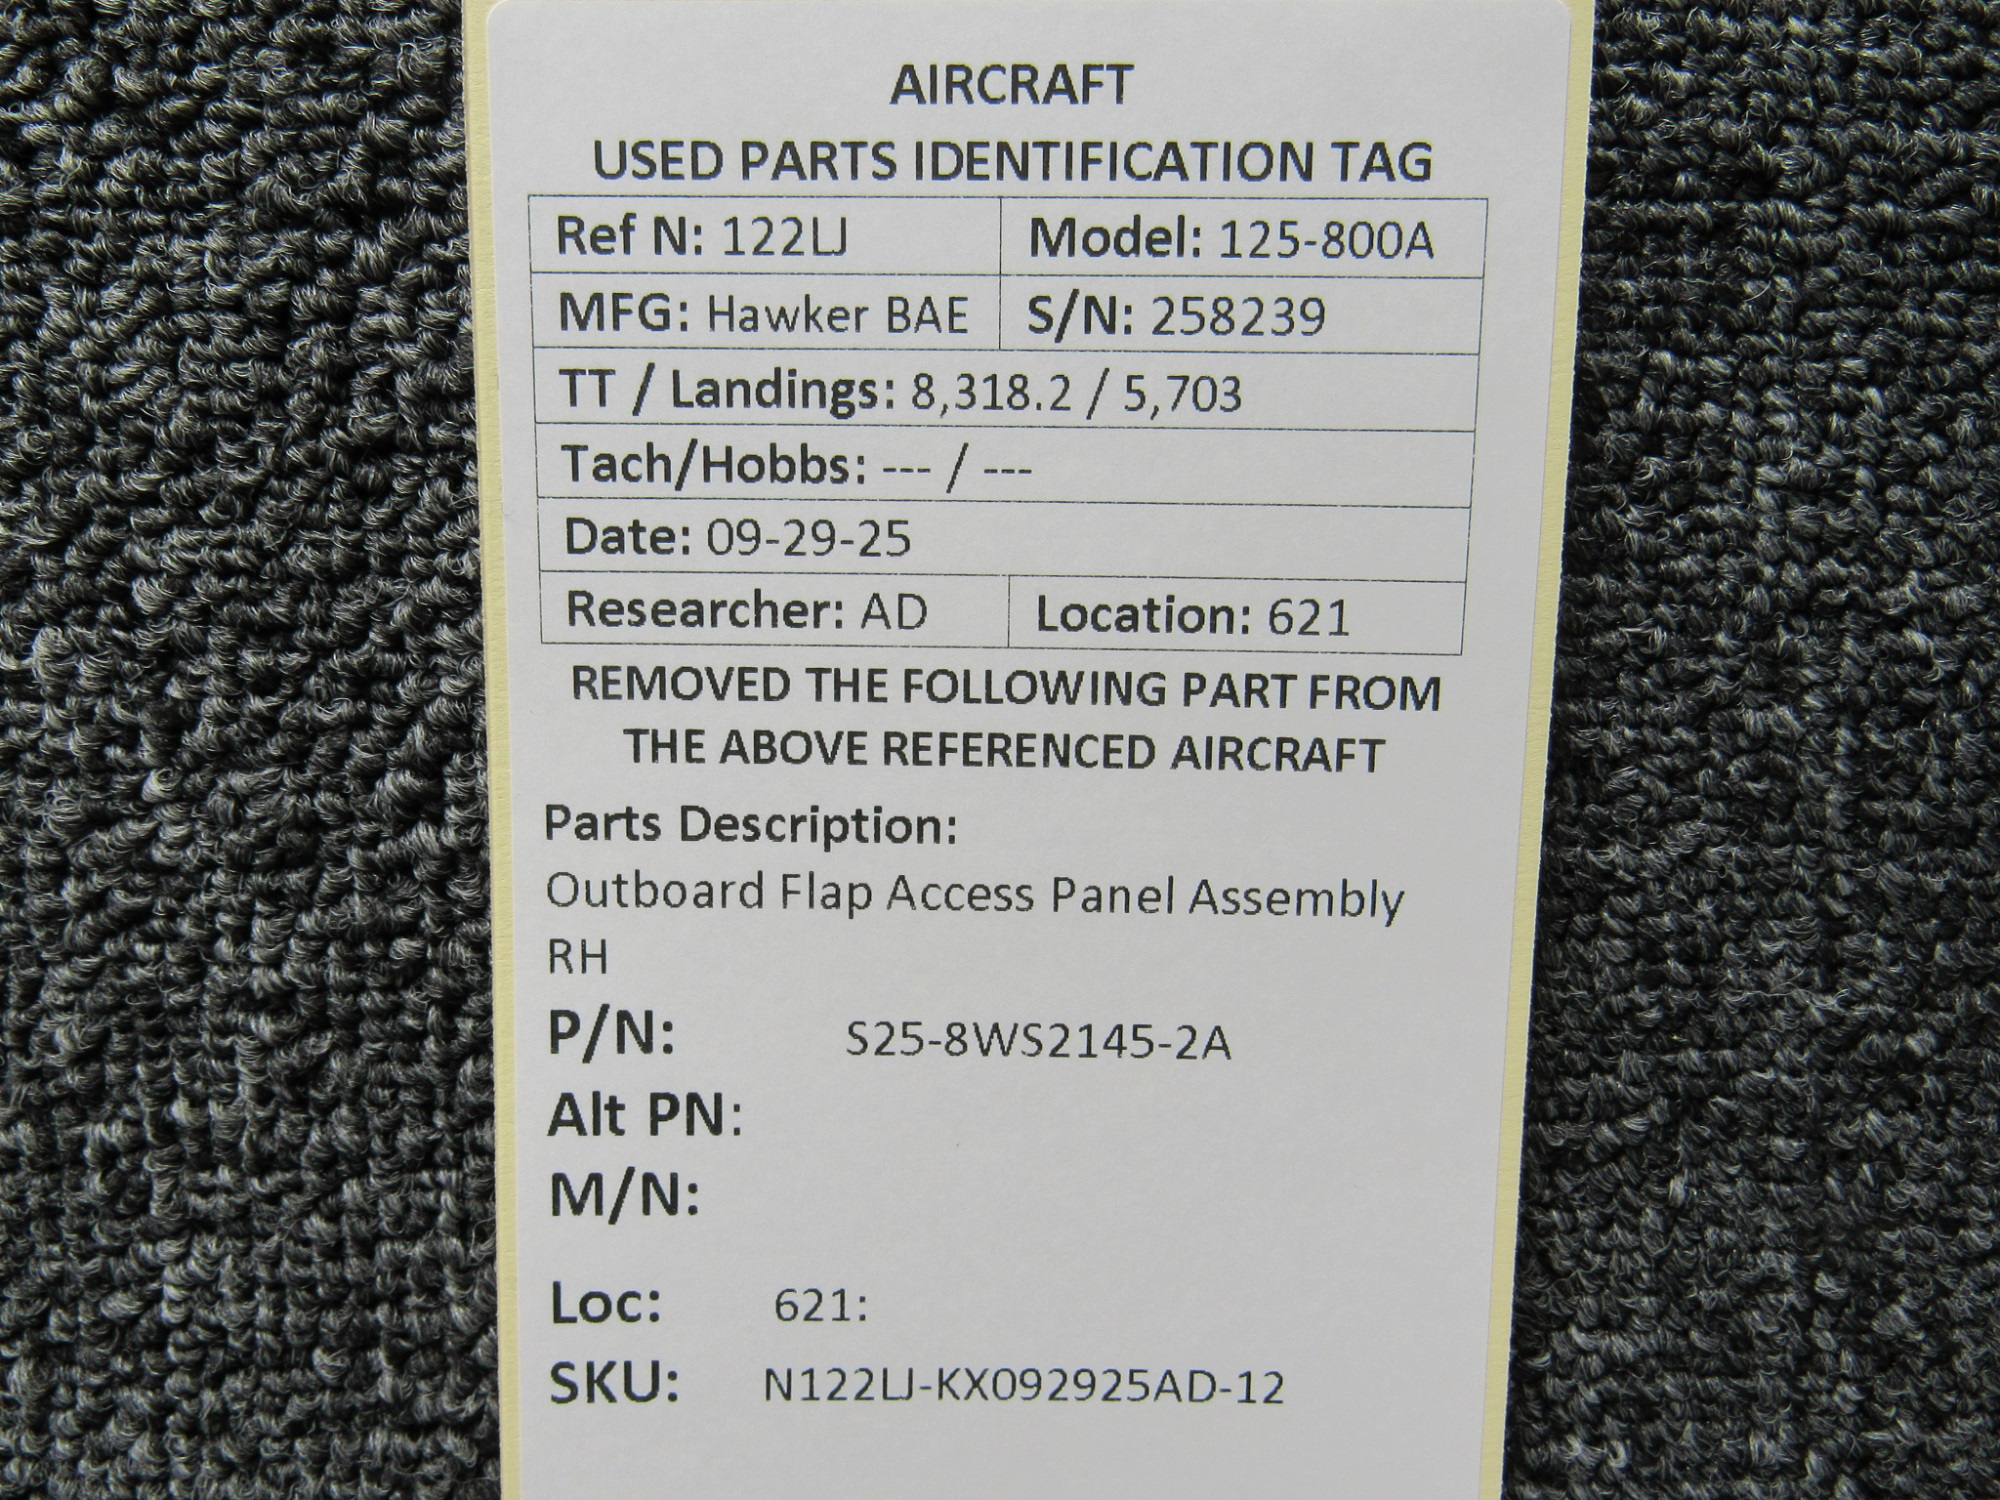 AIRCRAFT
USED PARTS IDENTIFICATION TAG
Ref N: 122LJ Model: 125-800A
MFG: Hawker BAE S/N: 258239
TT / Landings: 8,318.2 / 5,703
Tach/Hobbs: --- / ---
Date: 09-29-25
Researcher: AD Location: 621
REMOVED THE FOLLOWING PART FROM
THE ABOVE REFERENCED AIRCRAFT
Parts Description:
Outboard Flap Access Panel Assembly
RH
P/N: S25-8WS2145-2A
Alt PN:
M/N:
Loc: 621:
SKU: N122LJ-KX092925AD-12